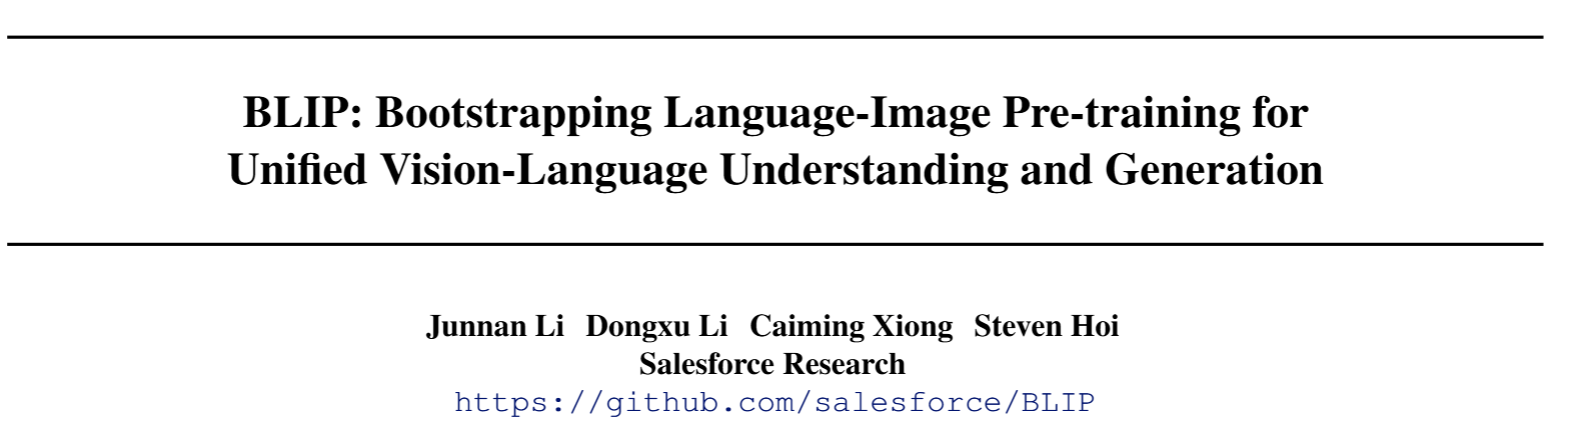 BLIP: Bootstrapping Language-Image Pre-training for
Unified Vision-Language Understanding and Generation
Junnan Li Dongxu Li Caiming Xiong Steven Hoi
Salesforce Research
https://github.com/salesforce/BLIP